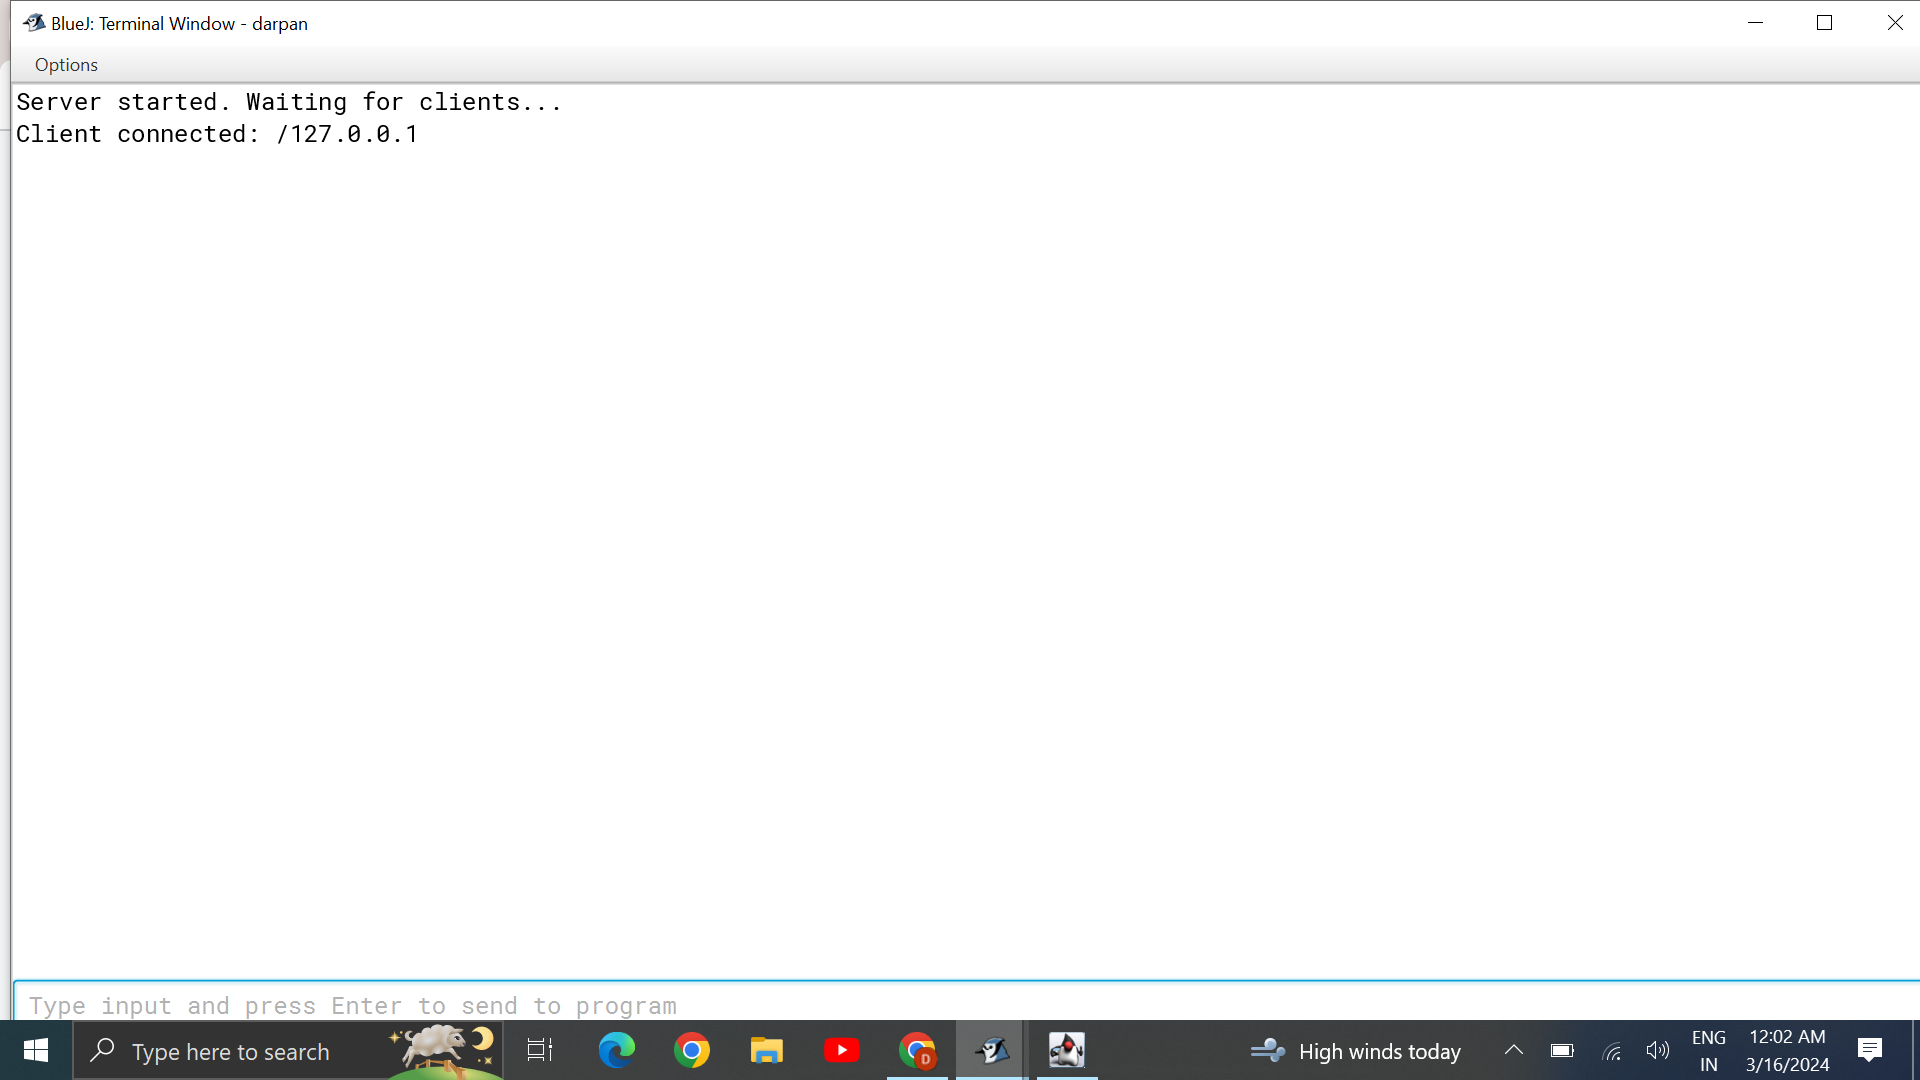 BlueJ: Terminal Window - darpan
Options
Server started. Waiting for clients...
Client connected: /127.0.0.1
Type input and press Enter to send to program
Type here to search
D
High winds today
ENG
IN
12:02 AM
3/16/2024